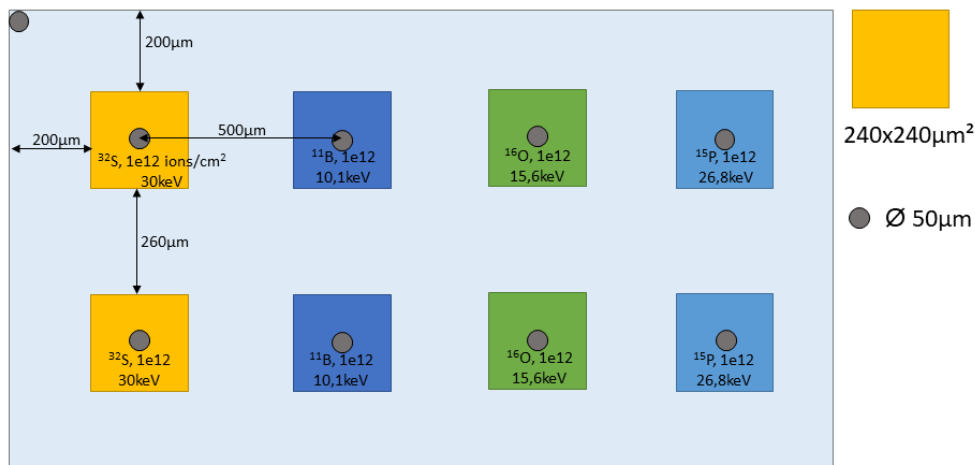 200µm
240x240µm²
200µm
500µm
³²S, 1e12 ions/cm²
30keV
¹¹B, 1e12
10,1keV
¹⁶O, 1e12
15,6keV
¹⁵P, 1e12
26,8keV
Ø 50µm
260µm
³²S, 1e12
30keV
¹¹B, 1e12
10,1keV
¹⁶O, 1e12
15,6keV
¹⁵P, 1e12
26,8keV